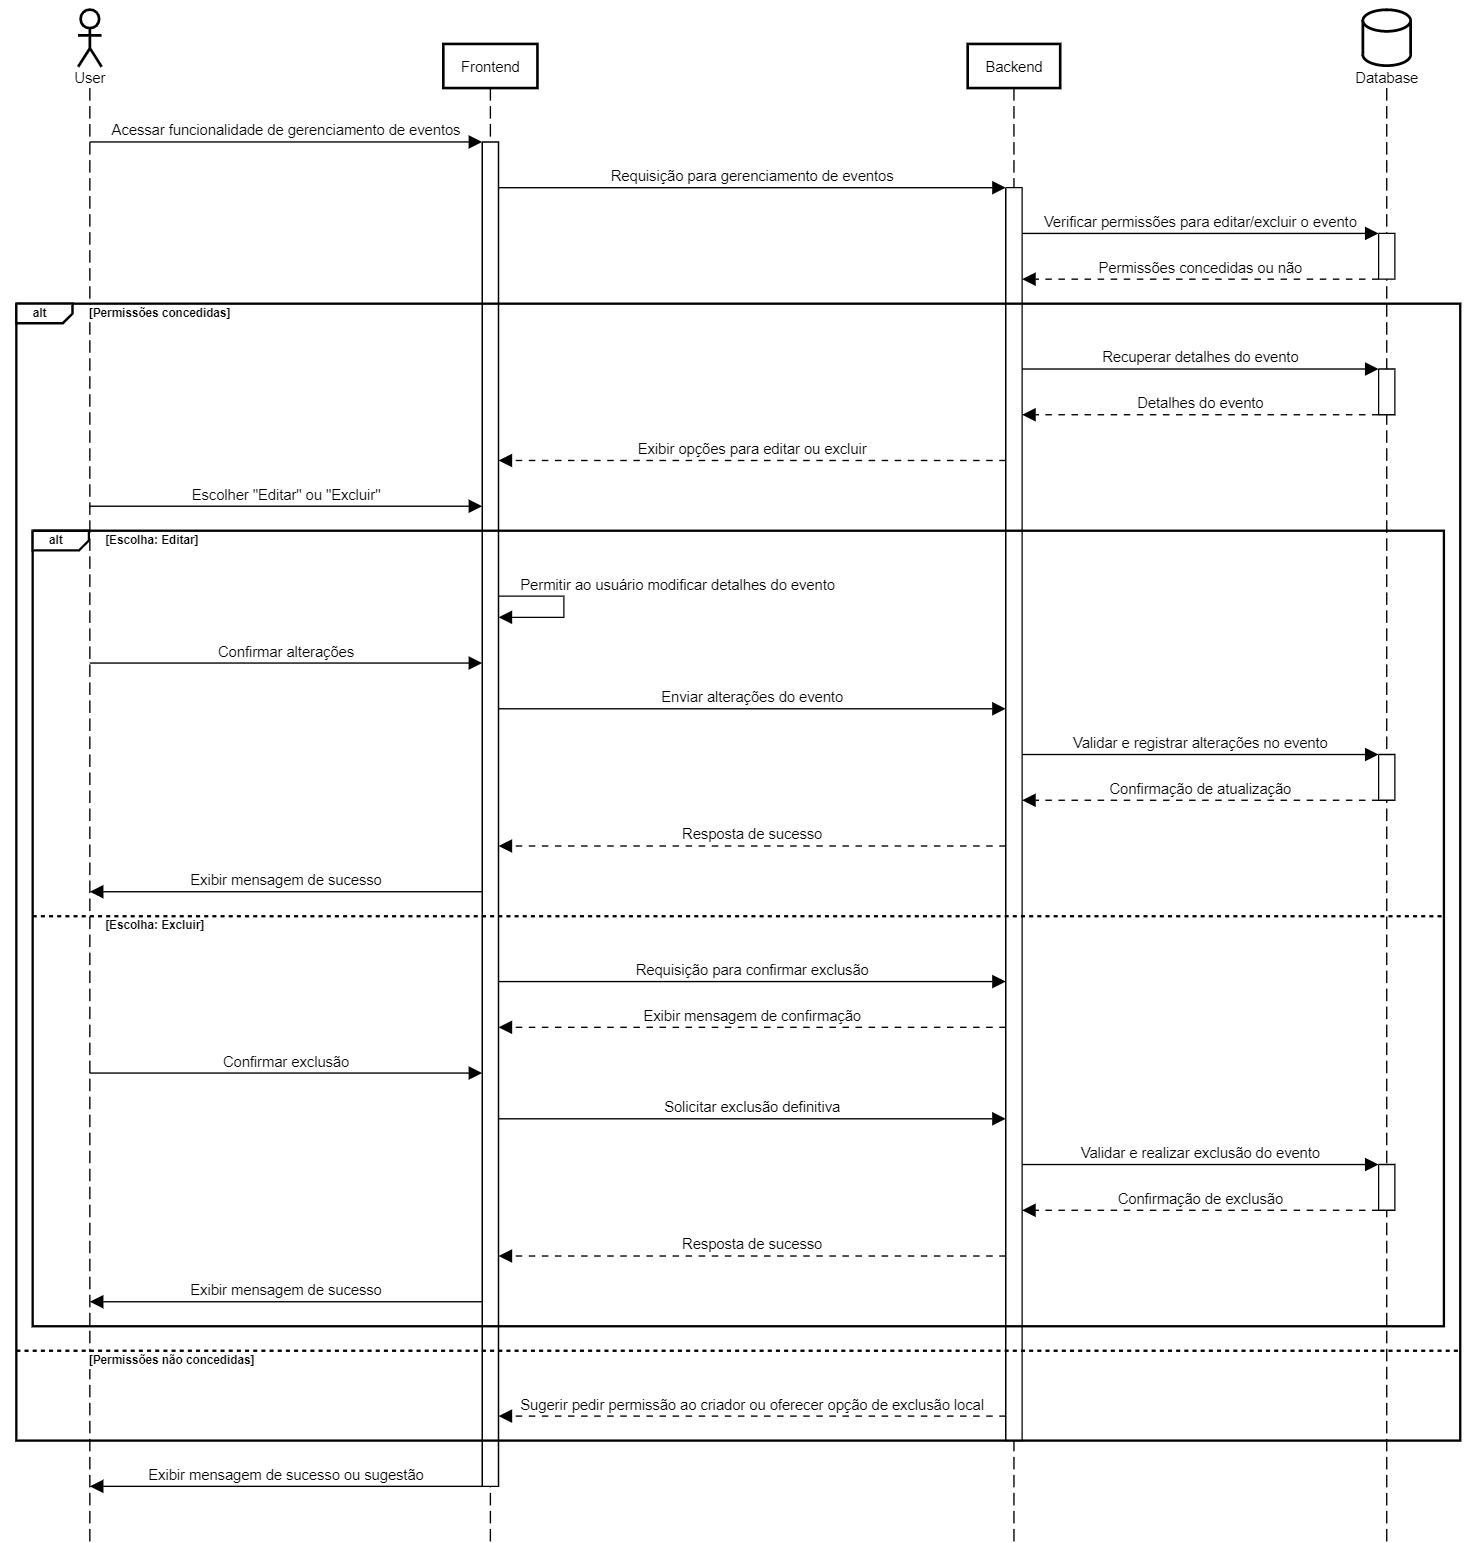 User
Frontend
Backend
Database
Acessar funcionalidade de gerenciamento de eventos
Requisição para gerenciamento de eventos
Verificar permissões para editar/excluir o evento
Permissões concedidas ou não
alt
[Permissões concedidas]
Recuperar detalhes do evento
Detalhes do evento
Exibir opções para editar ou excluir
Escolher "Editar" ou "Excluir"
alt
[Escolha: Editar]
Permitir ao usuário modificar detalhes do evento
Confirmar alterações
Enviar alterações do evento
Validar e registrar alterações no evento
Confirmação de atualização
Resposta de sucesso
Exibir mensagem de sucesso
[Escolha: Excluir]
Requisição para confirmar exclusão
Exibir mensagem de confirmação
Confirmar exclusão
Solicitar exclusão definitiva
Validar e realizar exclusão do evento
Confirmação de exclusão
Resposta de sucesso
Exibir mensagem de sucesso
[Permissões não concedidas]
Sugerir pedir permissão ao criador ou oferecer opção de exclusão local
Exibir mensagem de sucesso ou sugestão